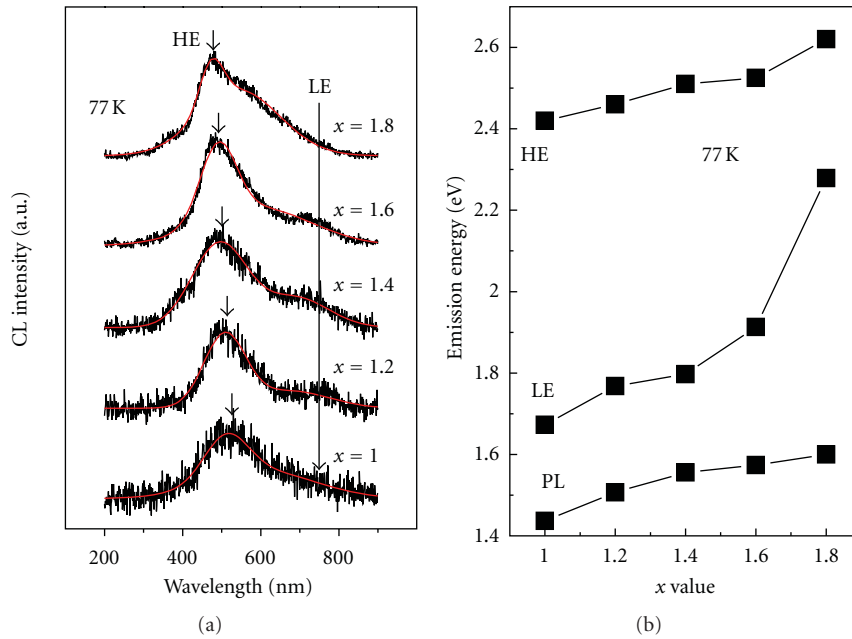 HE
LE
77 K
x = 1.8
x = 1.6
x = 1.4
x = 1.2
x = 1
CL intensity (a.u.)
200 400 600 800
Wavelength (nm)
(a)
2.6
2.4
2.2
2
1.8
1.6
1.4
HE
77 K
LE
PL
Emission energy (eV)
1 1.2 1.4 1.6 1.8
x value
(b)